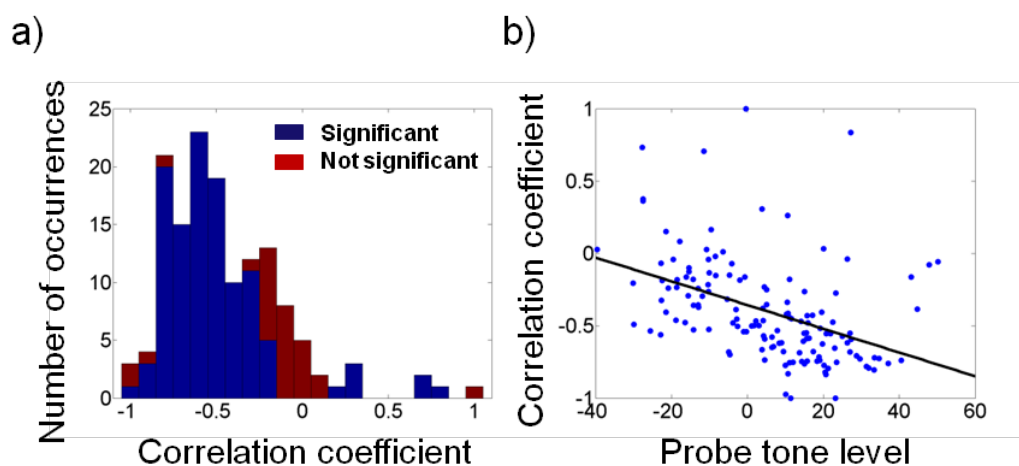 a)
Number of occurrences
25
20
15
10
5
0
-1
-0.5
0
0.5
1
Significant
Not significant
Correlation coefficient
b)
Correlation coefficient
1
0.5
0
-0.5
-1
-40
-20
0
20
40
60
Probe tone level